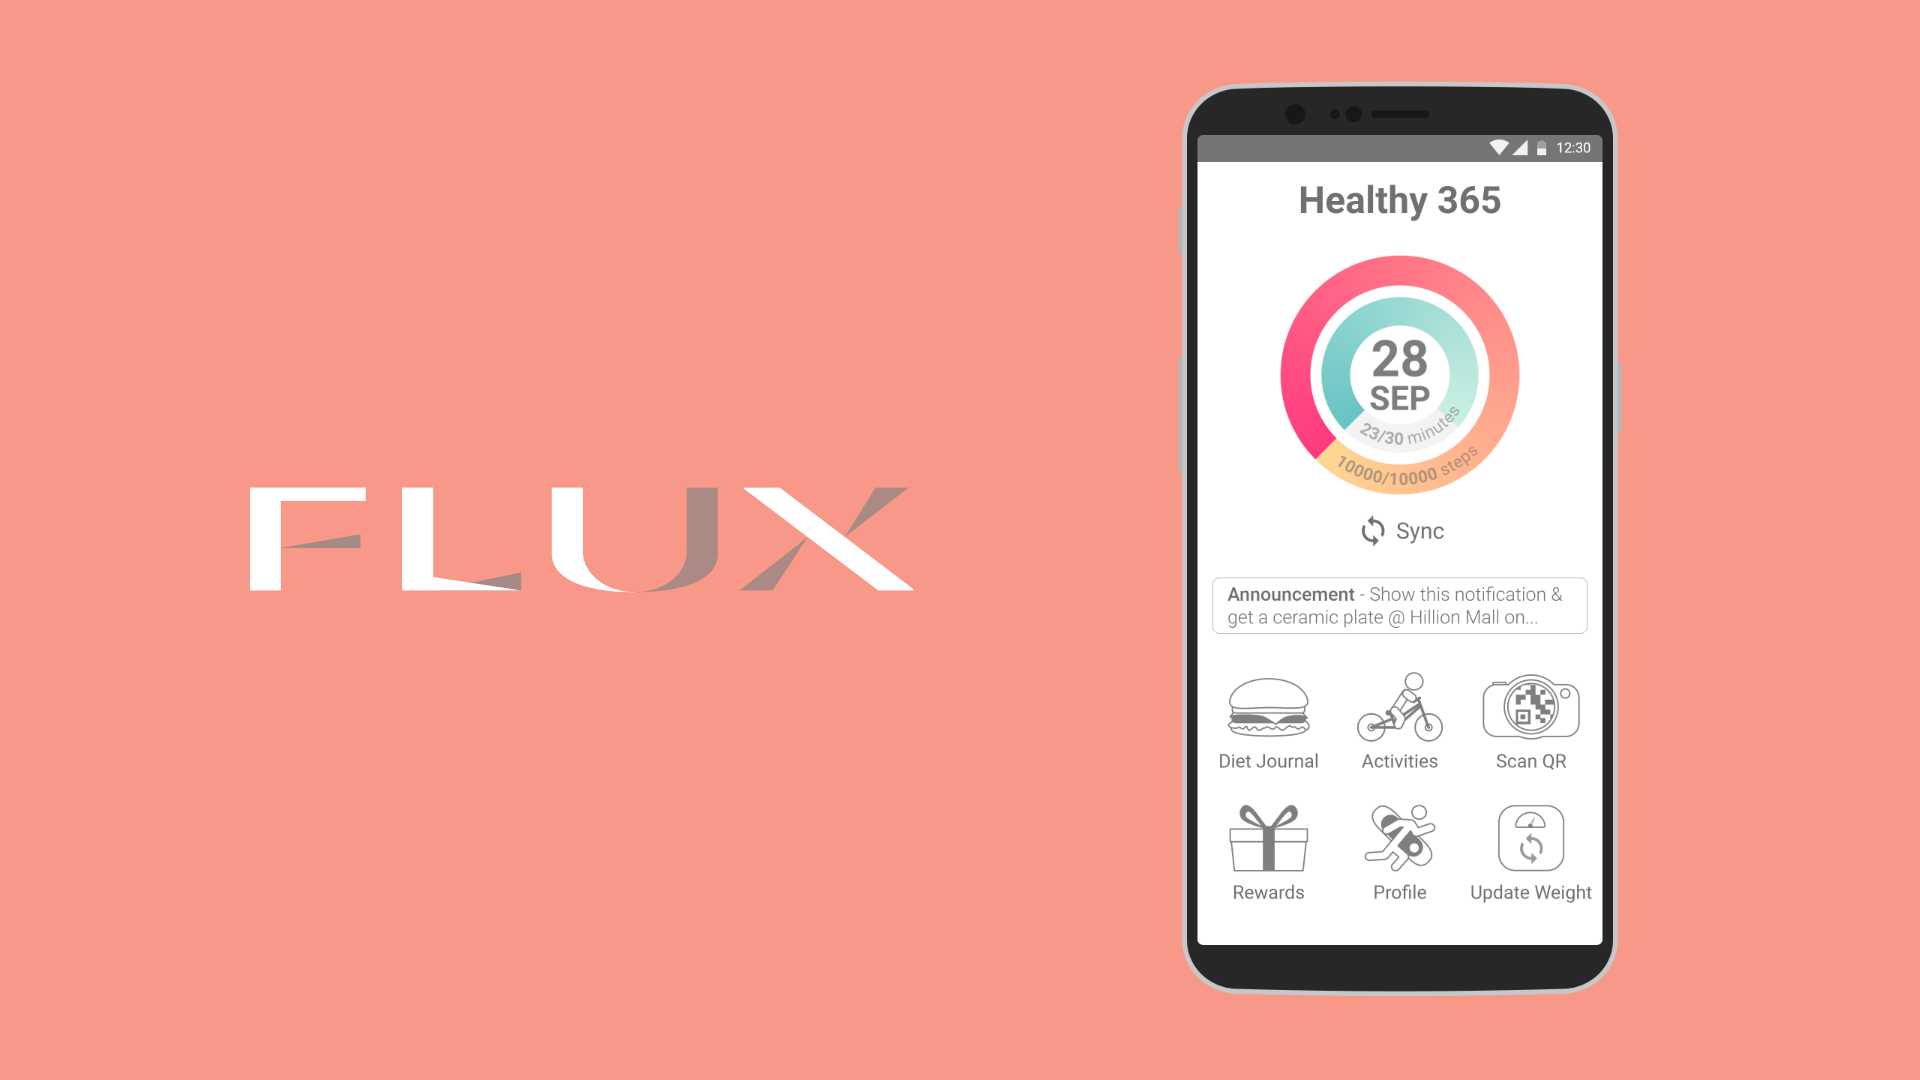 FLUX
12:30
Healthy 365
28
SEP
23/30 minutes
10000/10000 steps
Sync
Announcement - Show this notification &
get a ceramic plate @ Hillion Mall on...
Diet Journal
Activities
Scan QR
Rewards
Profile
Update Weight